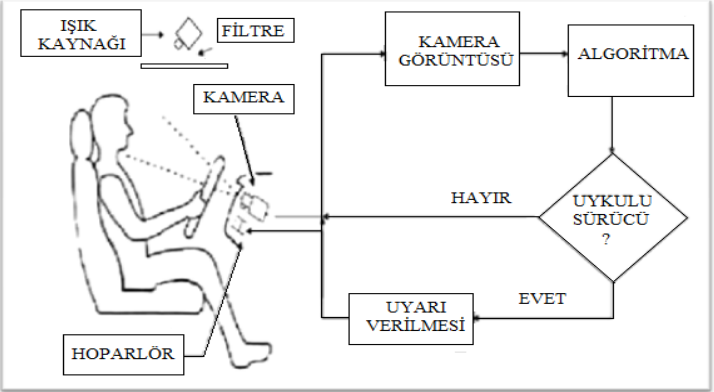 IŞIK
KAYNAĞI
FİLTRE
KAMERA
KAMERA
GÖRÜNTÜSÜ
ALGORİTMA
HAYIR
UYKULU
SÜRÜCÜ
?
EVET
UYARI
VERİLMESİ
HOPARLÖR